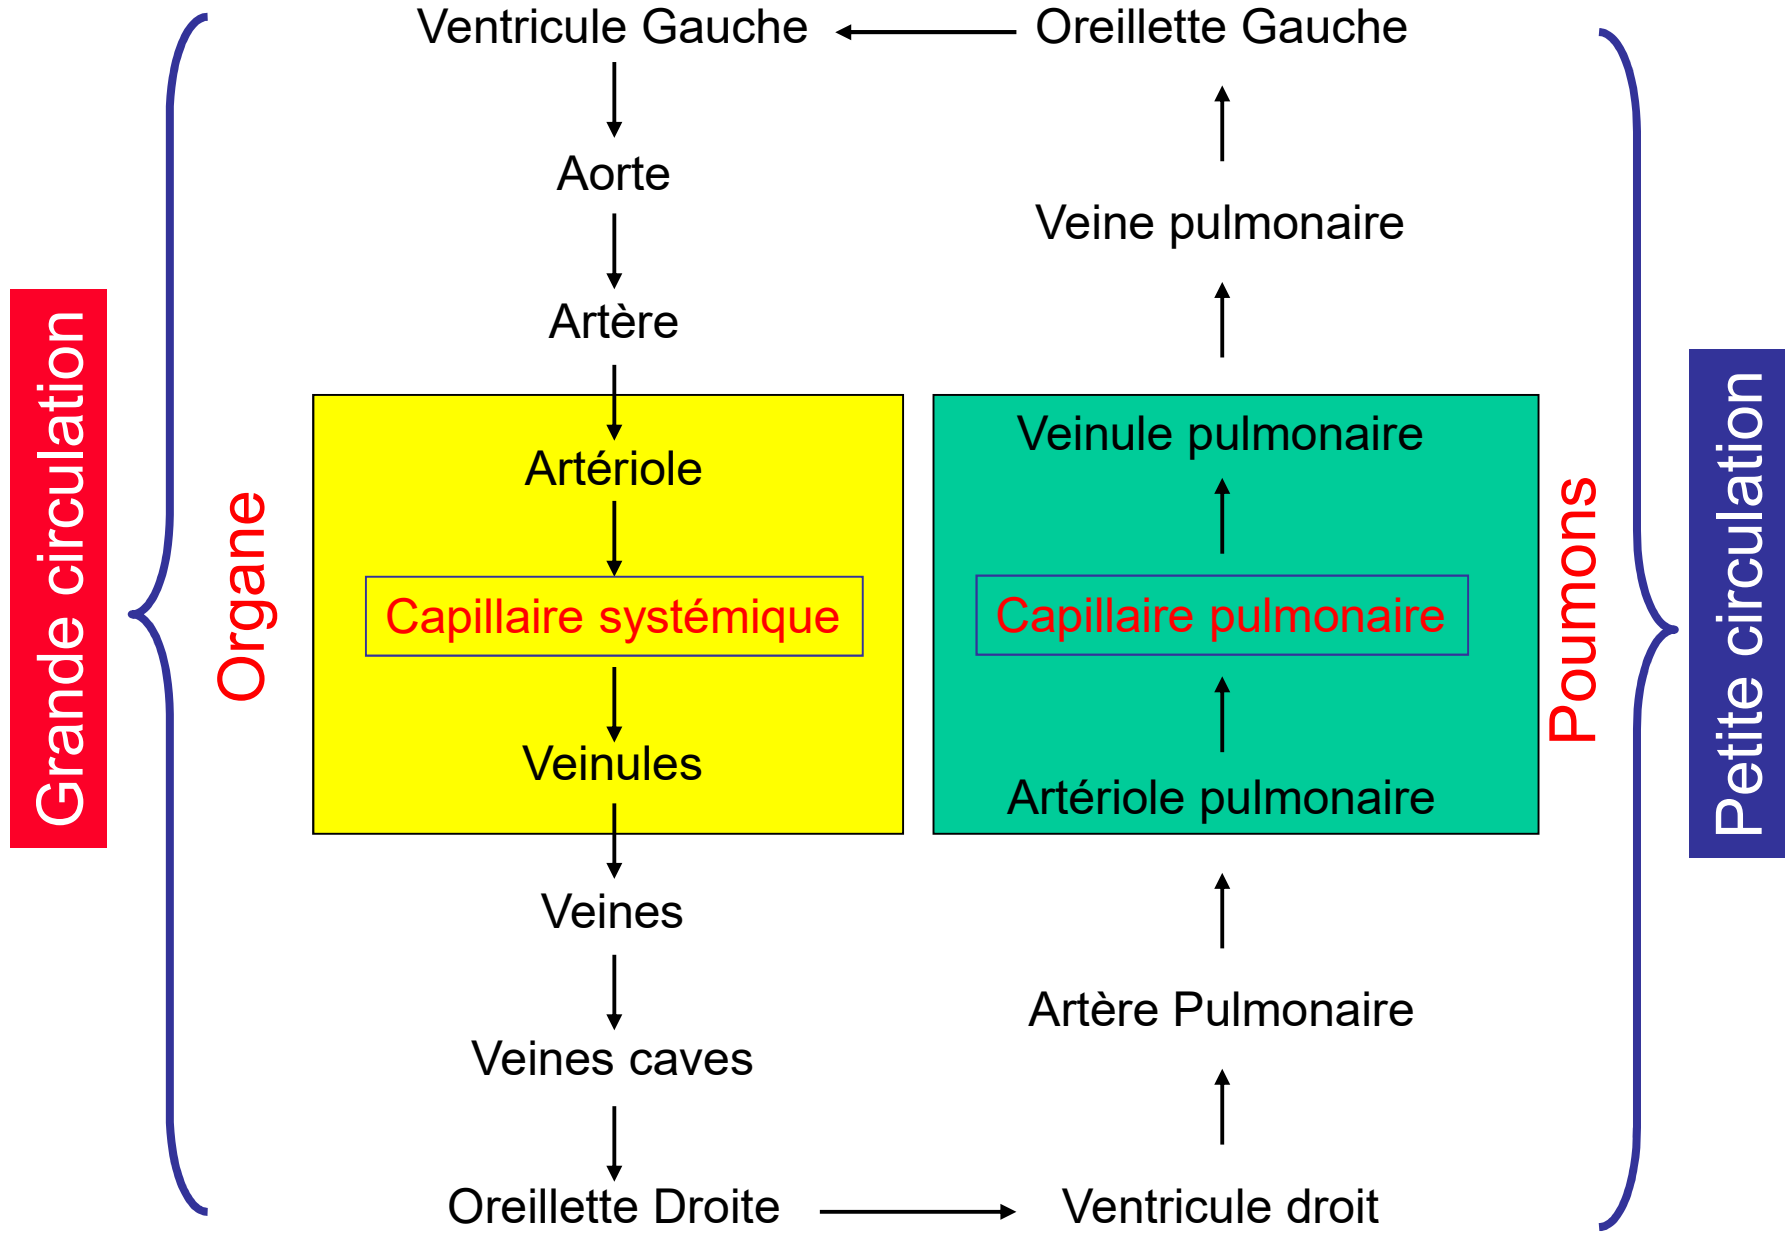 Grande circulation
Organe
Ventricule Gauche
Aorte
Artère
Artériole
Capillaire systémique
Veinules
Veines
Veines caves
Oreillette Droite
Oreillette Gauche
Veine pulmonaire
Veinule pulmonaire
Capillaire pulmonaire
Artériole pulmonaire
Artère Pulmonaire
Ventricule droit
Poumons
Petite circulation